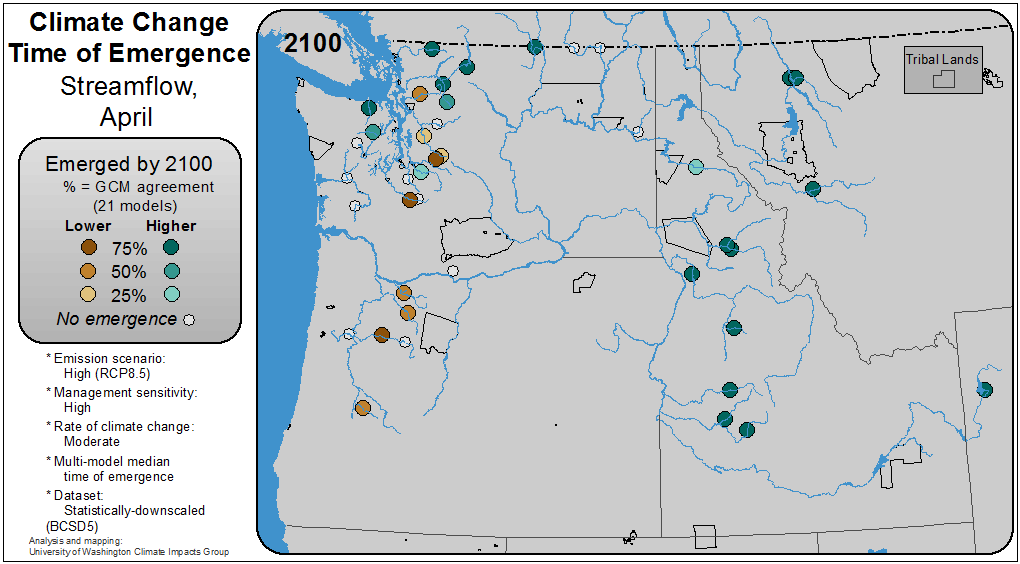 Climate Change
Time of Emergence
Streamflow,
April
Emerged by 2100
% = GCM agreement
(21 models)
Lower Higher
75%
50%
25%
No emergence
* Emission scenario:
High (RCP8.5)
* Management sensitivity:
High
* Rate of climate change:
Moderate
* Multi-model median
time of emergence
* Dataset:
Statistically-downscaled
(BCSD5)
Analysis and mapping:
University of Washington Climate Impacts Group
2100
Tribal Lands